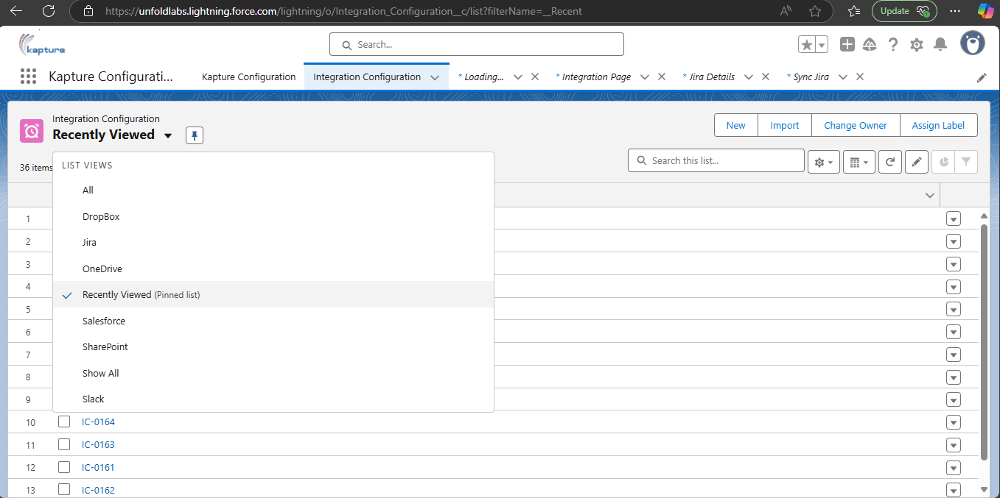 https://unfoldlabs.lightning.force.com/lightning/o/Integration_Configuration__c/list?filterName=__Recent
Update
kapture
Search...
Kapture Configurati...
Kapture Configuration
Integration Configuration
* Loading...
* Integration Page
* Jira Details
* Sync Jira
Integration Configuration
Recently Viewed
New
Import
Change Owner
Assign Label
36 items
Search this list...
LIST VIEWS
All
DropBox
Jira
OneDrive
Recently Viewed (Pinned list)
Salesforce
SharePoint
Show All
Slack
1
2
3
4
5
6
7
8
9
10 IC-0164
11 IC-0163
12 IC-0161
13 IC-0162